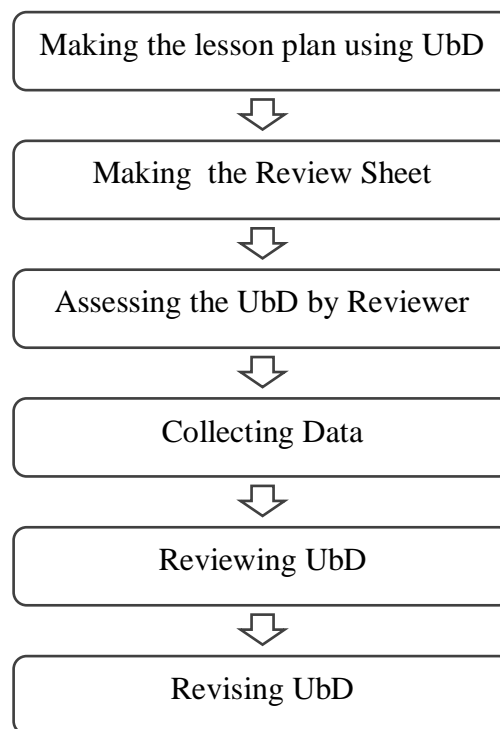 Making the lesson plan using UbD
Making the Review Sheet
Assessing the UbD by Reviewer
Collecting Data
Reviewing UbD
Revising UbD